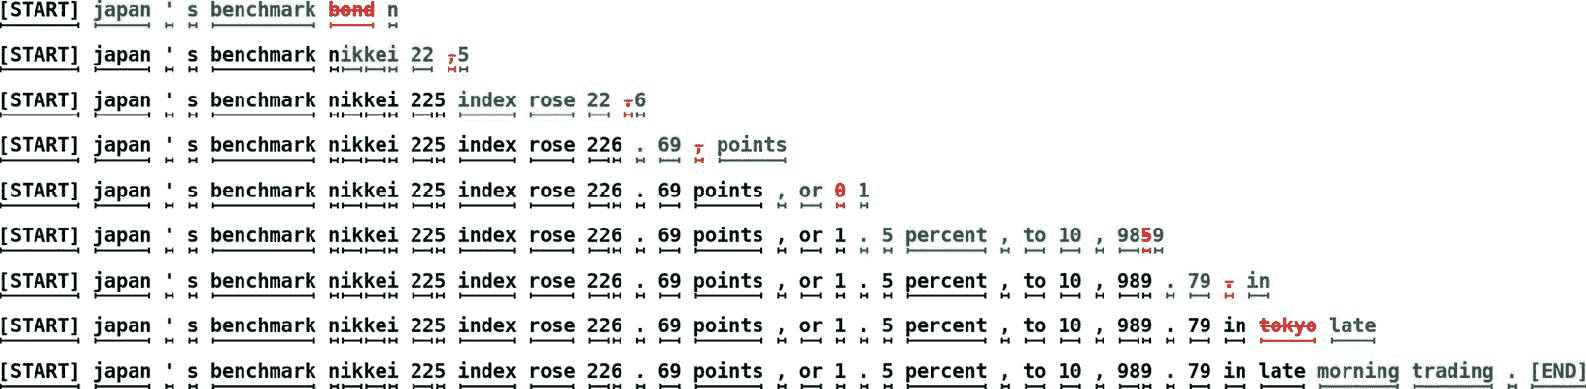 [START] japan ' s benchmark bond n
[START] japan ' s benchmark nikkei 22 ,5
[START] japan ' s benchmark nikkei 225 index rose 22 .6
[START] japan ' s benchmark nikkei 225 index rose 226 . 69 , points
[START] japan ' s benchmark nikkei 225 index rose 226 . 69 points , or 0 1
[START] japan ' s benchmark nikkei 225 index rose 226 . 69 points , or 1 . 5 percent , to 10 , 9859
[START] japan ' s benchmark nikkei 225 index rose 226 . 69 points , or 1 . 5 percent , to 10 , 989 . 79 . in
[START] japan ' s benchmark nikkei 225 index rose 226 . 69 points , or 1 . 5 percent , to 10 , 989 . 79 in tokyo late
[START] japan ' s benchmark nikkei 225 index rose 226 . 69 points , or 1 . 5 percent , to 10 , 989 . 79 in late morning trading . [END]